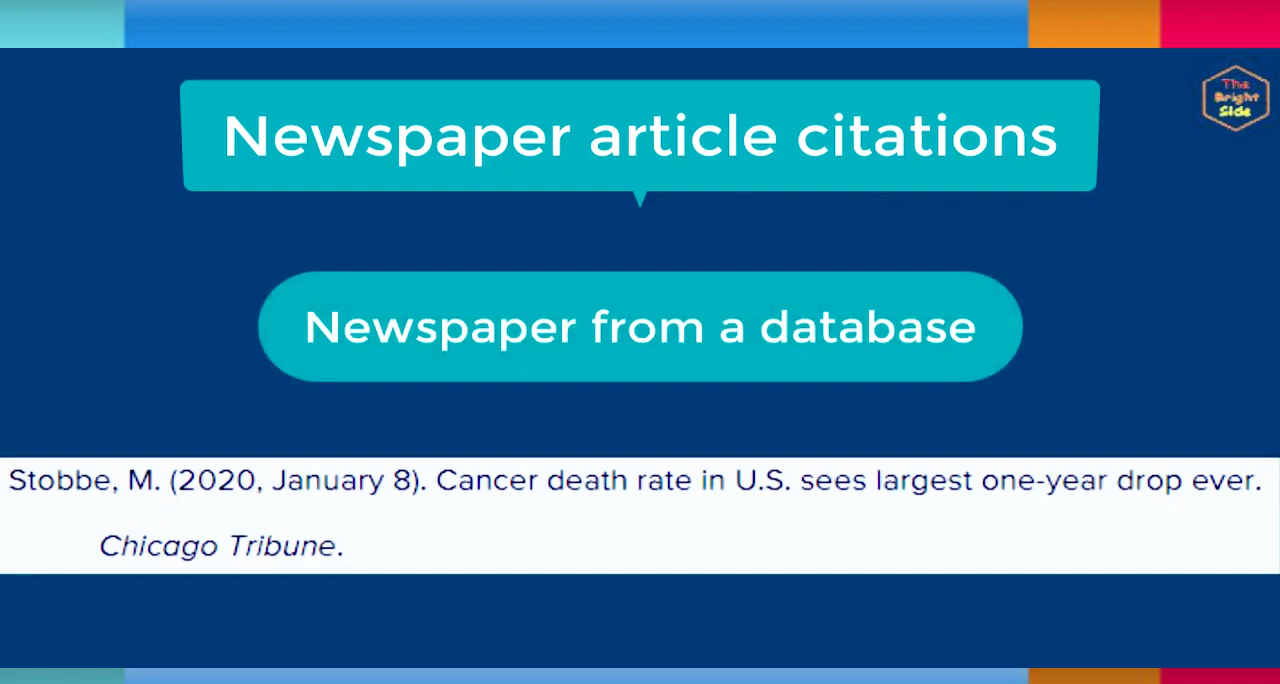 The
Bright
Side
Newspaper article citations
Newspaper from a database
Stobbe, M. (2020, January 8). Cancer death rate in U.S. sees largest one-year drop ever.
Chicago Tribune.